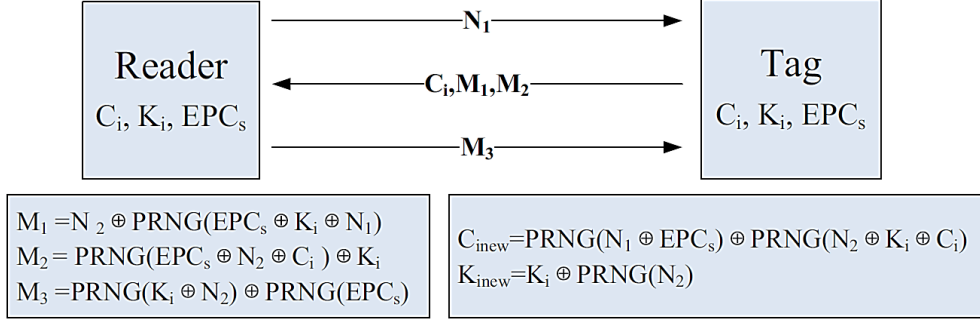 N₁
Reader
Cᵢ, Kᵢ, EPCₛ
Cᵢ,M₁,M₂
Tag
Cᵢ, Kᵢ, EPCₛ
M₃
M₁ =N ₂ ⊕ PRNG(EPCₛ ⊕ Kᵢ ⊕ N₁)
M₂ = PRNG(EPCₛ ⊕ N₂ ⊕ Cᵢ ) ⊕ Kᵢ
M₃ =PRNG(Kᵢ ⊕ N₂) ⊕ PRNG(EPCₛ)
Cᵢₙₑw=PRNG(N₁ ⊕ EPCₛ) ⊕ PRNG(N₂ ⊕ Kᵢ ⊕ Cᵢ)
Kᵢₙₑw=Kᵢ ⊕ PRNG(N₂)